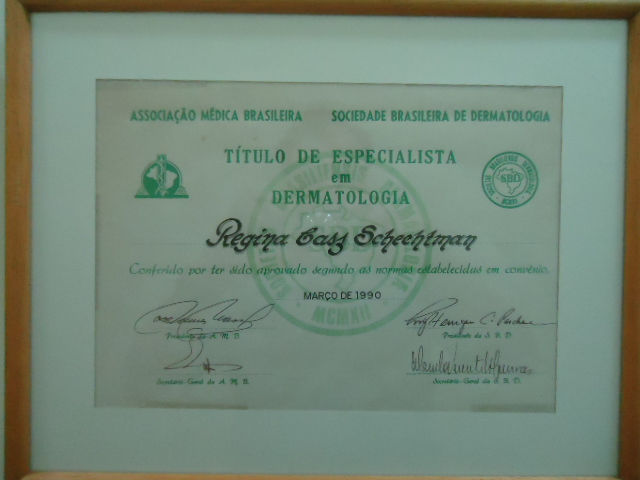 ASSOCIAÇÃO MÉDICA BRASILEIRA SOCIEDADE BRASILEIRA DE DERMATOLOGIA
TÍTULO DE ESPECIALISTA
em
DERMATOLOGIA
SBD
MCMXII
Regina Casz Schechtman
Conferido por ter sido aprovado segundo as normas estabelecidas em convênio.
MARÇO DE 1990
MCMXII
Presidente da A. M. B. Presidente da S. B. D.
Secretário Geral da A. M. B. Secretário Geral da S. B. D.